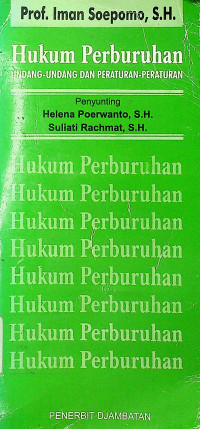 Prof. Iman Soepomo, S.H.
Hukum Perburuhan
UNDANG-UNDANG DAN PERATURAN-PERATURAN
Penyunting
Helena Poerwanto, S.H.
Suliati Rachmat, S.H.
Hukum Perburuhan
Hukum Perburuhan
Hukum Perburuhan
Hukum Perburuhan
Hukum Perburuhan
Hukum Perburuhan
Hukum Perburuhan
Hukum Perburuhan
PENERBIT DJAMBATAN